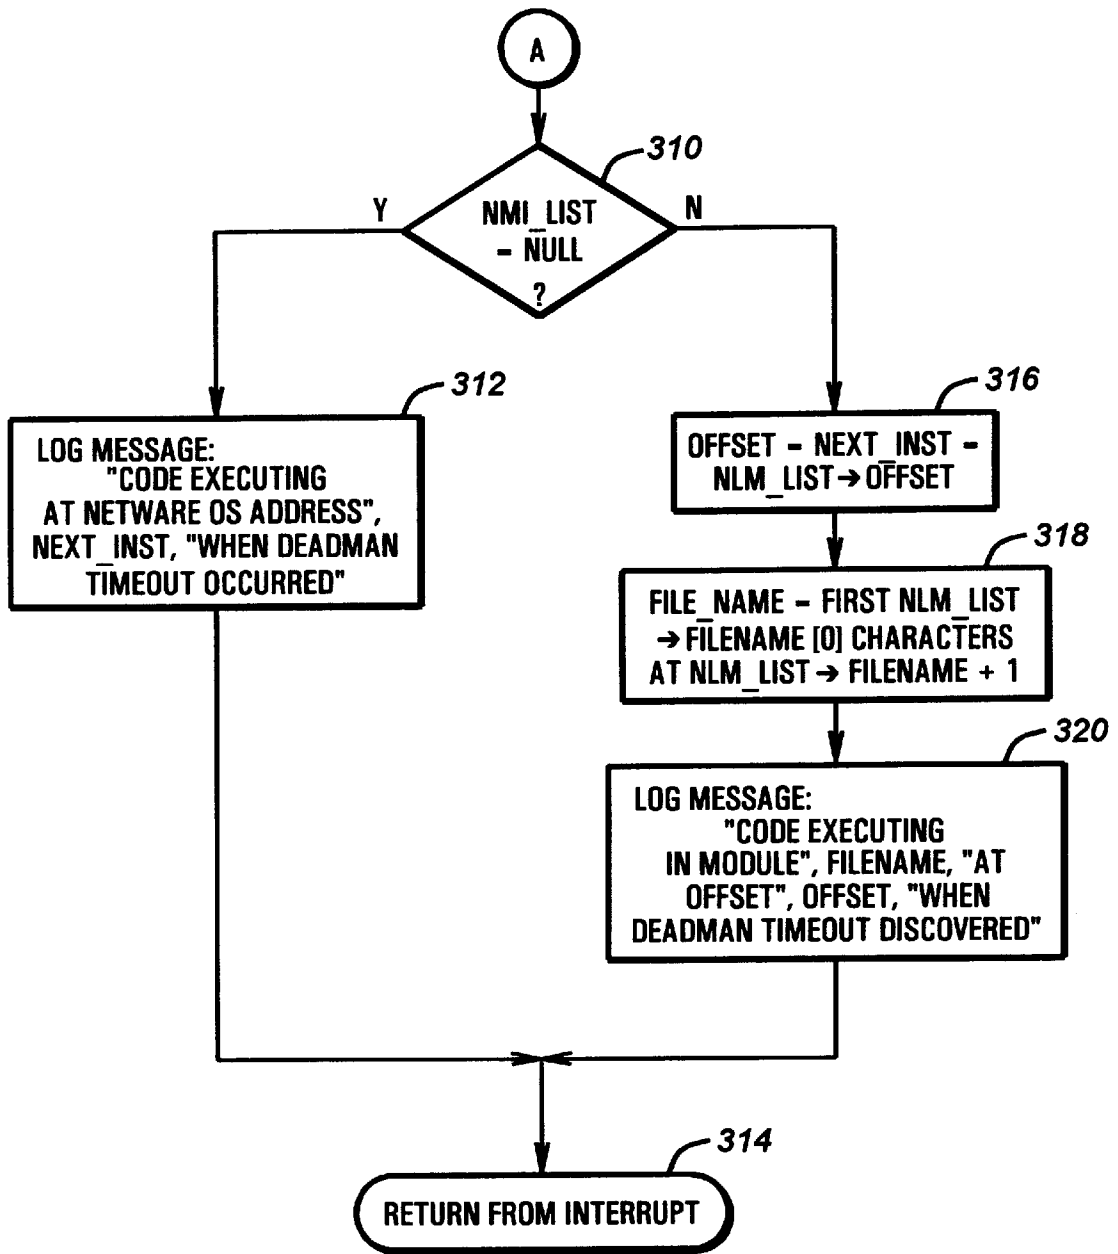 A
310
NMI_LIST
= NULL
?
Y
N
312
LOG MESSAGE:
"CODE EXECUTING
AT NETWARE OS ADDRESS",
NEXT_INST, "WHEN DEADMAN
TIMEOUT OCCURRED"
316
OFFSET = NEXT_INST –
NLM_LIST→OFFSET
318
FILE_NAME = FIRST NLM_LIST
→FILENAME [0] CHARACTERS
AT NLM_LIST→ FILENAME + 1
320
LOG MESSAGE:
"CODE EXECUTING
IN MODULE", FILENAME, "AT
OFFSET", OFFSET, "WHEN
DEADMAN TIMEOUT DISCOVERED"
314
RETURN FROM INTERRUPT